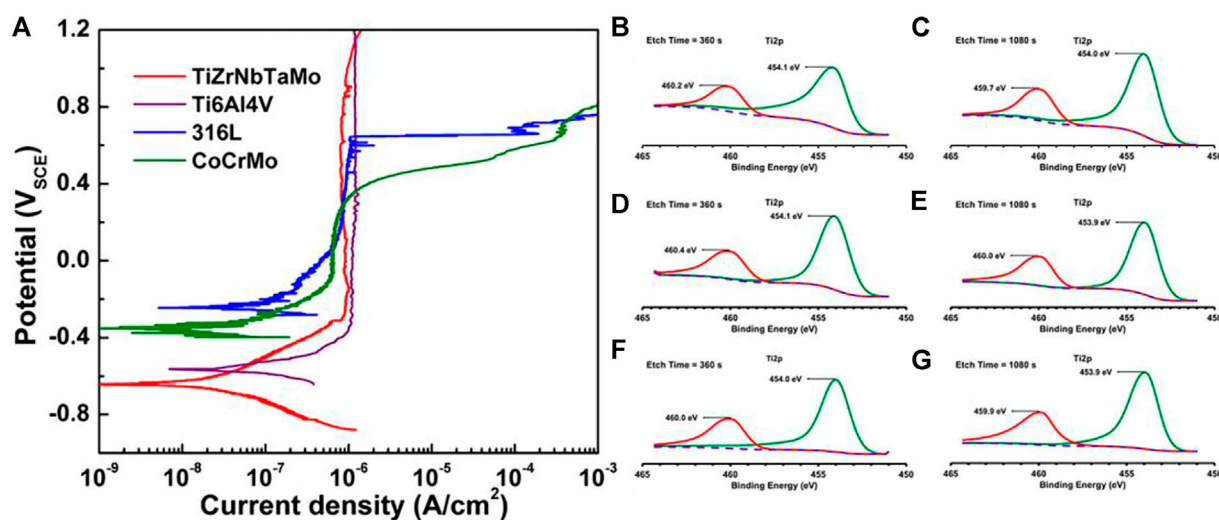 A
Potential (V_SCE)
1.2
0.8
0.4
0.0
-0.4
-0.8
TiZrNbTaMo
Ti6Al4V
316L
CoCrMo
10⁻⁹ 10⁻⁸ 10⁻⁷ 10⁻⁶ 10⁻⁵ 10⁻⁴ 10⁻³
Current density (A/cm²)
B
Etch Time = 360 s Ti2p
454.1 eV
460.2 eV
465 460 455 450
Binding Energy (eV)
C
Etch Time = 1080 s Ti2p
454.0 eV
459.7 eV
465 460 455 450
Binding Energy (eV)
D
Etch Time = 360 s Ti2p
454.1 eV
460.4 eV
465 460 455 450
Binding Energy (eV)
E
Etch Time = 1080 s Ti2p
453.9 eV
460.0 eV
465 460 455 450
Binding Energy (eV)
F
Etch Time = 360 s Ti2p
454.0 eV
460.0 eV
465 460 455 450
Binding Energy (eV)
G
Etch Time = 1080 s Ti2p
453.9 eV
459.9 eV
465 460 455 450
Binding Energy (eV)